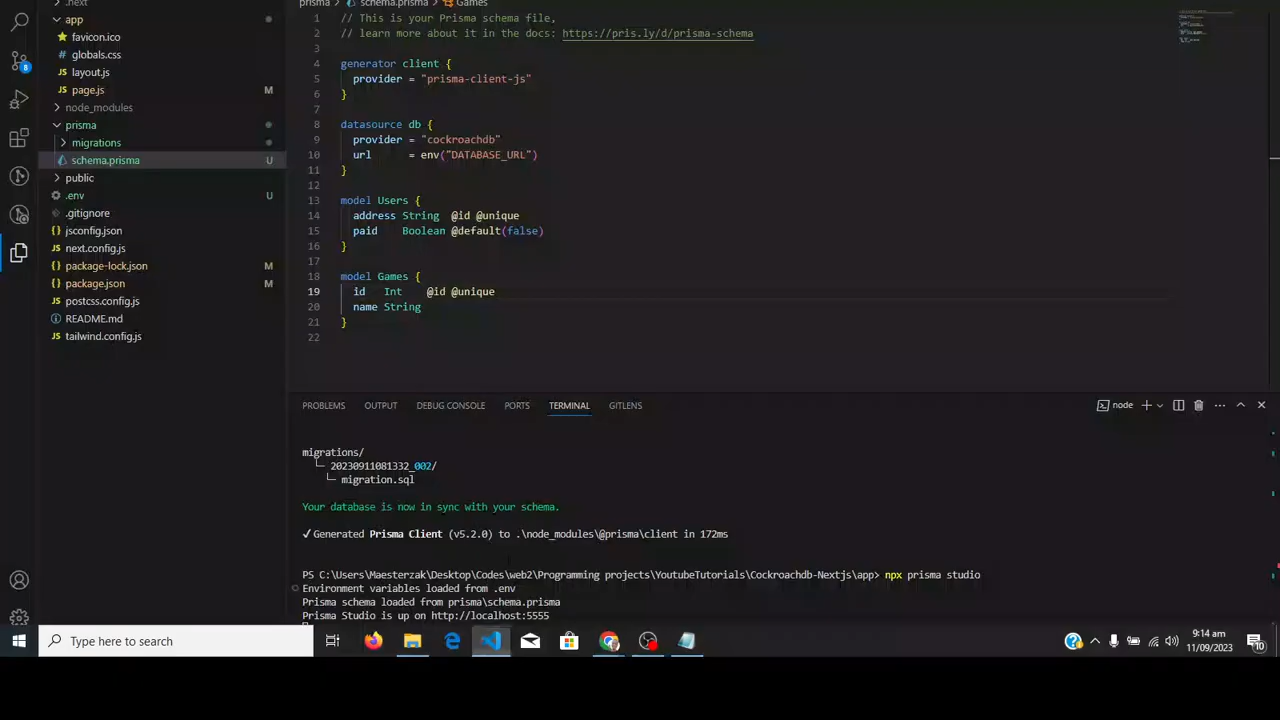 .next
app
favicon.ico
globals.css
JS layout.js
JS page.js M
node_modules
prisma
migrations
schema.prisma U
public
.env U
.gitignore
{} jsconfig.json
JS next.config.js
{} package-lock.json M
{} package.json M
JS postcss.config.js
README.md
JS tailwind.config.js
8
prisma > schema.prisma > Games
1 // This is your Prisma schema file,
2 // learn more about it in the docs: https://pris.ly/d/prisma-schema
3
4 generator client {
5 provider = "prisma-client-js"
6 }
7
8 datasource db {
9 provider = "cockroachdb"
10 url = env("DATABASE_URL")
11 }
12
13 model Users {
14 address String @id @unique
15 paid Boolean @default(false)
16 }
17
18 model Games {
19 id Int @id @unique
20 name String
21 }
22
PROBLEMS OUTPUT DEBUG CONSOLE PORTS TERMINAL GITLENS
node
migrations/
└─ 20230911081332_002/
└─ migration.sql
Your database is now in sync with your schema.
✔ Generated Prisma Client (v5.2.0) to .\node_modules\@prisma\client in 172ms
PS C:\Users\Maesterzak\Desktop\Codes\web2\Programming projects\YoutubeTutorials\Cockroachdb-Nextjs\app> npx prisma studio
Environment variables loaded from .env
Prisma schema loaded from prisma\schema.prisma
Prisma Studio is up on http://localhost:5555
Type here to search
9:14 am
11/09/2023
10